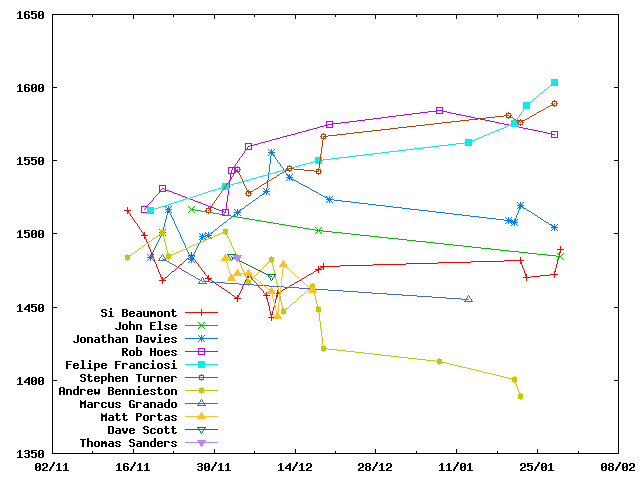 1650
1600
1550
1500
1450
1400
1350
Si Beaumont
John Else
Jonathan Davies
Rob Hoes
Felipe Franciosi
Stephen Turner
Andrew Bennieston
Marcus Granado
Matt Portas
Dave Scott
Thomas Sanders
02/11 16/11 30/11 14/12 28/12 11/01 25/01 08/02